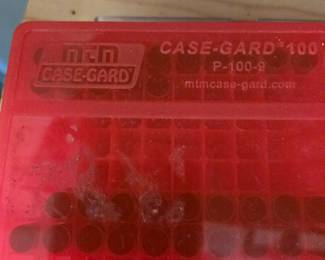 mtm
CASE-GARD
CASE-GARD 100
P-100-9
mtmcase-gard.com